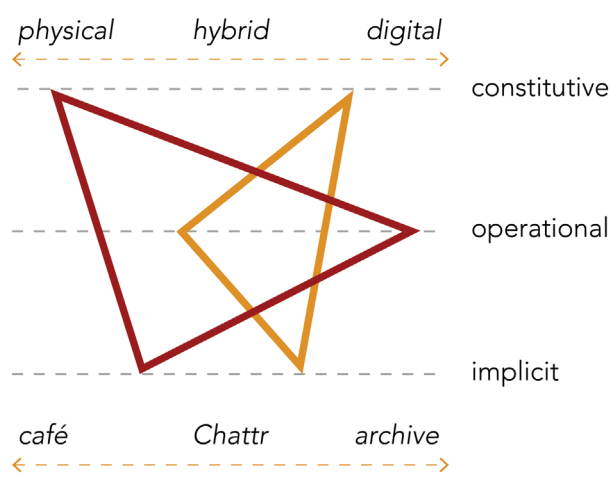 physical hybrid digital
constitutive
operational
implicit
café Chattr archive